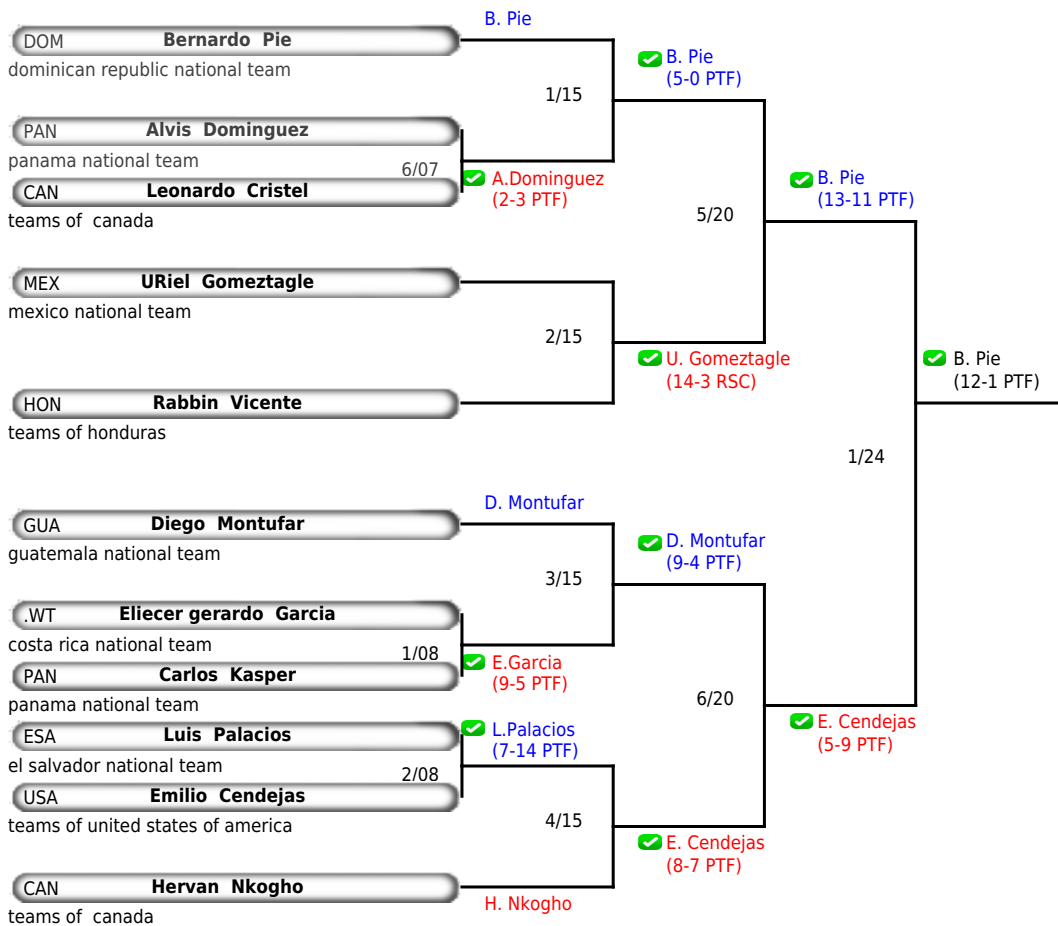 B. Pie
DOM Bernardo Pie
dominican republic national team
B. Pie
(5-0 PTF)
1/15
PAN Alvis Dominguez
panama national team
6/07
CAN Leonardo Cristel
teams of canada
A.Dominguez
(2-3 PTF)
B. Pie
(13-11 PTF)
5/20
MEX URiel Gomeztagle
mexico national team
2/15
U. Gomeztagle
(14-3 RSC)
B. Pie
(12-1 PTF)
HON Rabbin Vicente
teams of honduras
1/24
D. Montufar
GUA Diego Montufar
guatemala national team
D. Montufar
(9-4 PTF)
3/15
.WT Eliecer gerardo Garcia
costa rica national team
1/08
PAN Carlos Kasper
panama national team
E.Garcia
(9-5 PTF)
6/20
ESA Luis Palacios
el salvador national team
L.Palacios
(7-14 PTF)
E. Cendejas
(5-9 PTF)
2/08
USA Emilio Cendejas
teams of united states of america
4/15
E. Cendejas
(8-7 PTF)
CAN Hervan Nkogho
teams of canada
H. Nkogho